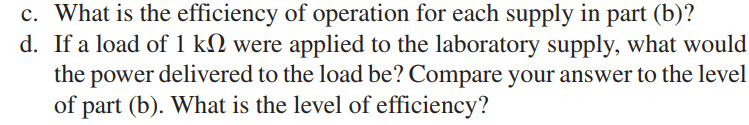 c. What is the efficiency of operation for each supply in part (b)?
d. If a load of 1 kΩ were applied to the laboratory supply, what would
the power delivered to the load be? Compare your answer to the level
of part (b). What is the level of efficiency?